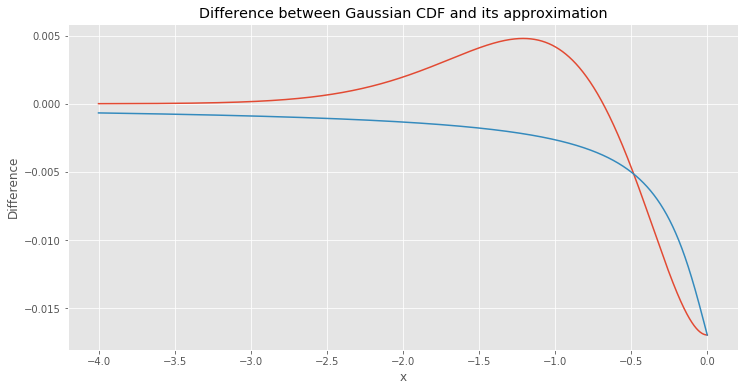 Difference between Gaussian CDF and its approximation
0.005
0.000
−0.005
−0.010
−0.015
Difference
−4.0 −3.5 −3.0 −2.5 −2.0 −1.5 −1.0 −0.5 0.0
x